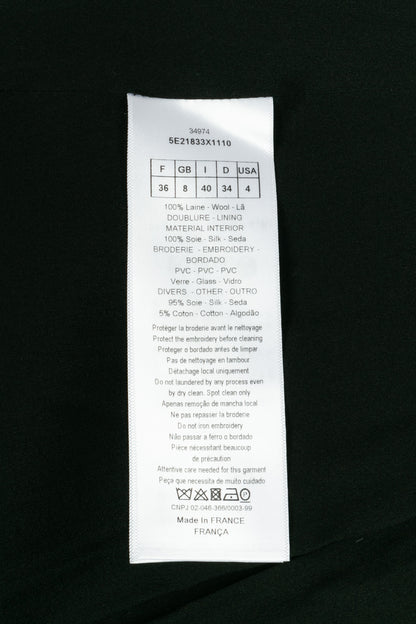 34974
5E21833X1110
F GB I D USA
36 8 40 34 4
100% Laine - Wool - Lã
DOUBLURE - LINING
MATERIAL INTERIOR
100% Soie - Silk - Seda
BRODERIE - EMBROIDERY -
BORDADO
PVC - PVC - PVC
Verre - Glass - Vidro
DIVERS - OTHER - OUTRO
95% Soie - Silk - Seda
5% Coton - Cotton - Algodão
Protéger la broderie avant le nettoyage
Protect the embroidery before cleaning
Proteger o bordado antes de limpar
Pas de nettoyage en tambour
Détachage local uniquement
Do not laundered by any process even
by dry clean. Spot clean only
Apenas remoção de mancha local
Ne pas repasser la broderie
Do not iron embroidery
Não passar a ferro o bordado
Pièce nécessitant beaucoup
de précaution
Attentive care needed for this garment
Peça que necessita de muito cuidado
CNPJ 02-046-366/0003-99
Made In FRANCE
FRANÇA